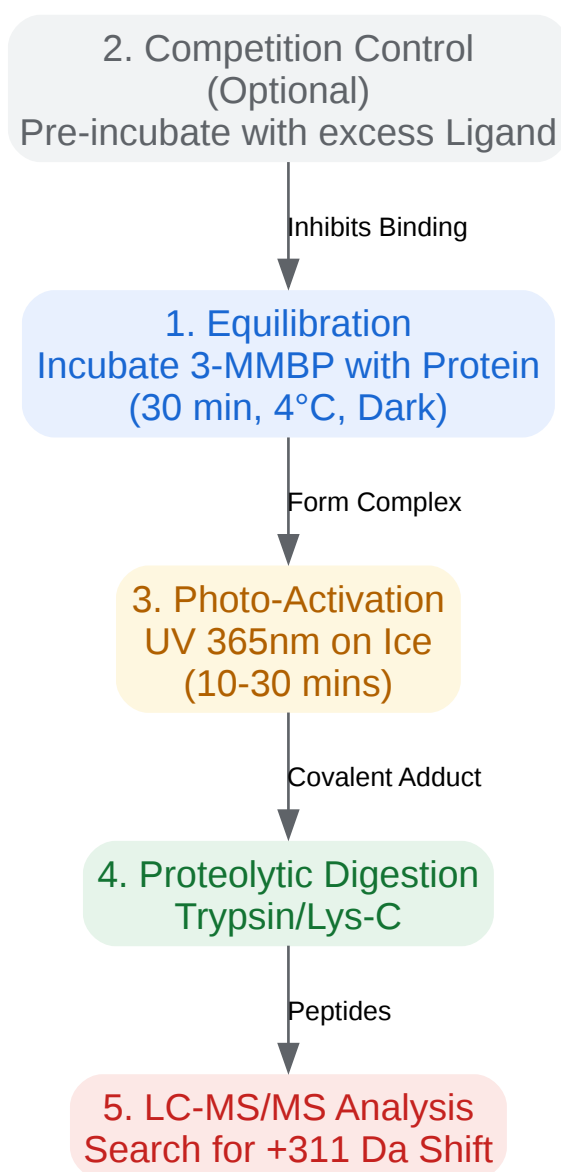 2. Competition Control
(Optional)
Pre-incubate with excess Ligand
Inhibits Binding
1. Equilibration
Incubate 3-MMBP with Protein
(30 min, 4°C, Dark)
Form Complex
3. Photo-Activation
UV 365nm on Ice
(10-30 mins)
Covalent Adduct
4. Proteolytic Digestion
Trypsin/Lys-C
Peptides
5. LC-MS/MS Analysis
Search for +311 Da Shift